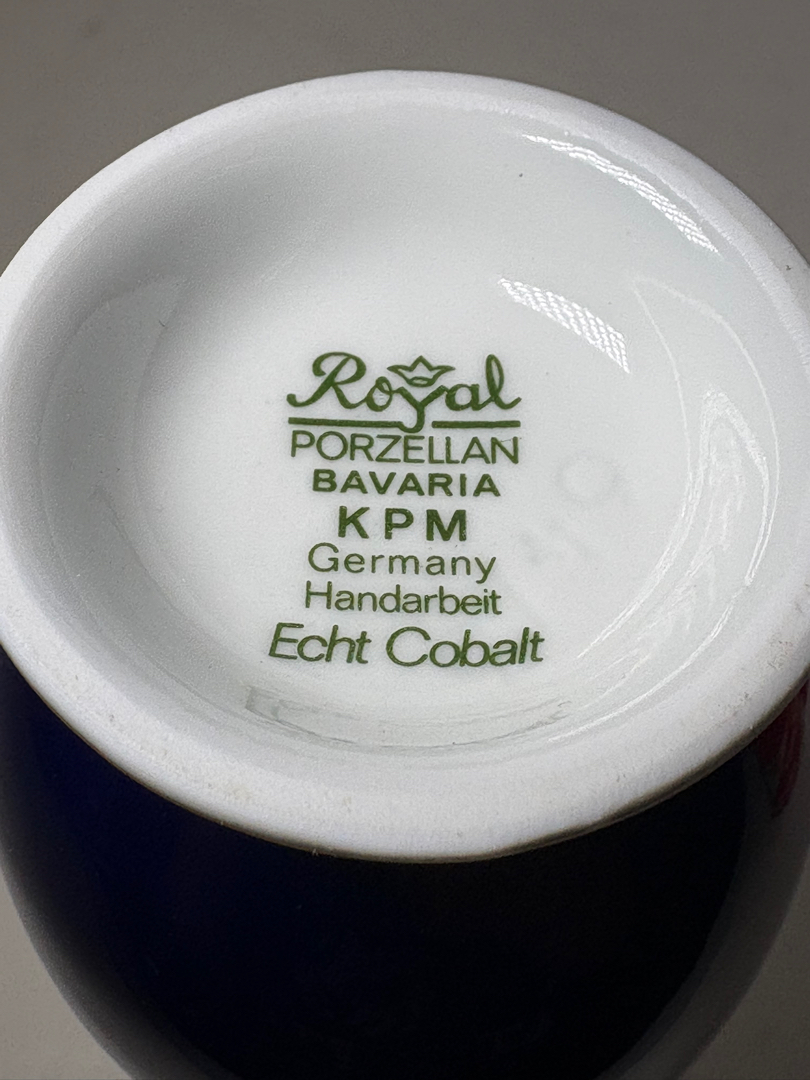 Royal
PORZELLAN
BAVARIA
KPM
Germany
Handarbeit
Echt Cobalt